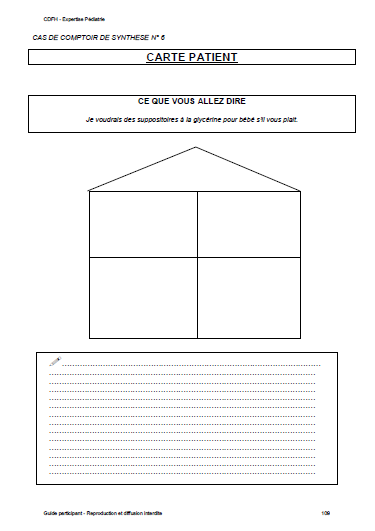 CDFH - Expertise Pédiatrie
CAS DE COMPTOIR DE SYNTHESE N° 6
CARTE PATIENT
CE QUE VOUS ALLEZ DIRE
Je voudrais des suppositoires à la glycérine pour bébé s'il vous plait.
Guide participant - Reproduction et diffusion interdite
109